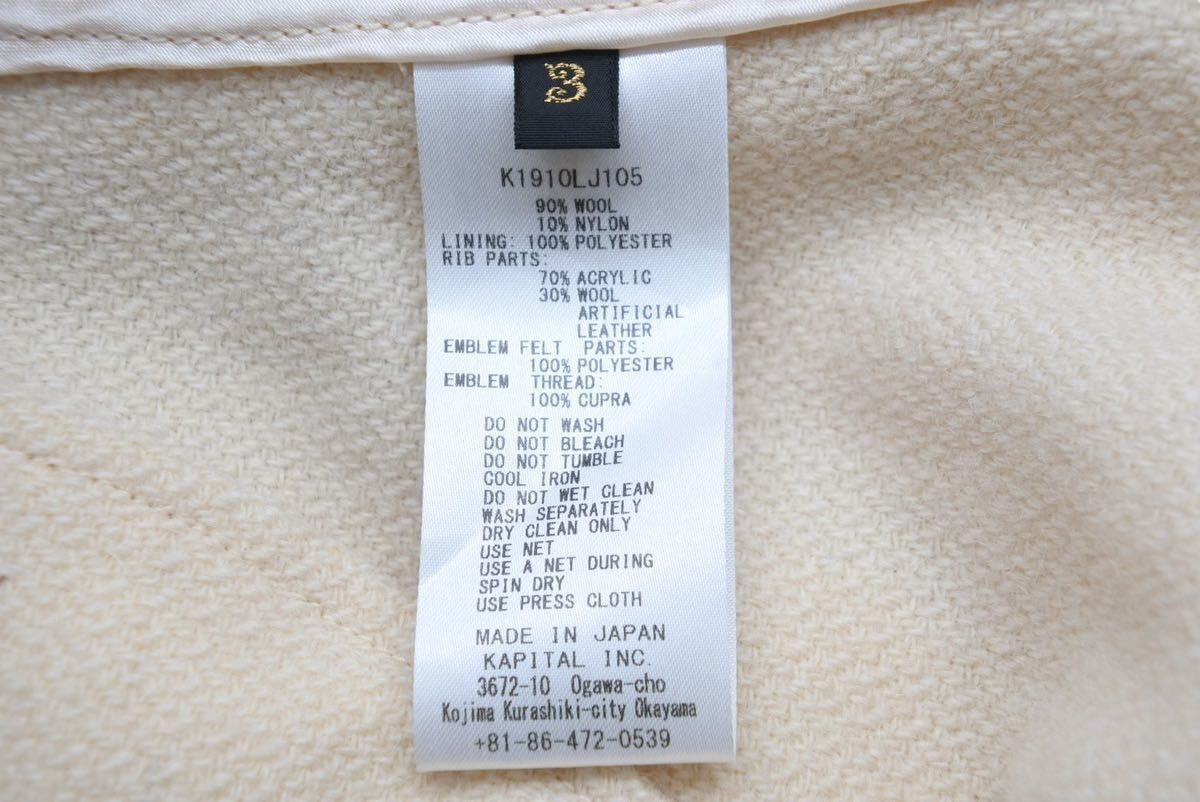 3
K1910LJ105
90% WOOL
10% NYLON
LINING: 100% POLYESTER
RIB PARTS:
70% ACRYLIC
30% WOOL
ARTIFICIAL
LEATHER
EMBLEM FELT PARTS:
100% POLYESTER
EMBLEM THREAD:
100% CUPRA
DO NOT WASH
DO NOT BLEACH
DO NOT TUMBLE
COOL IRON
DO NOT WET CLEAN
WASH SEPARATELY
DRY CLEAN ONLY
USE NET
USE A NET DURING
SPIN DRY
USE PRESS CLOTH
MADE IN JAPAN
KAPITAL INC.
3672-10 Ogawa-cho
Kojima Kurashiki-city Okayama
+81-86-472-0539